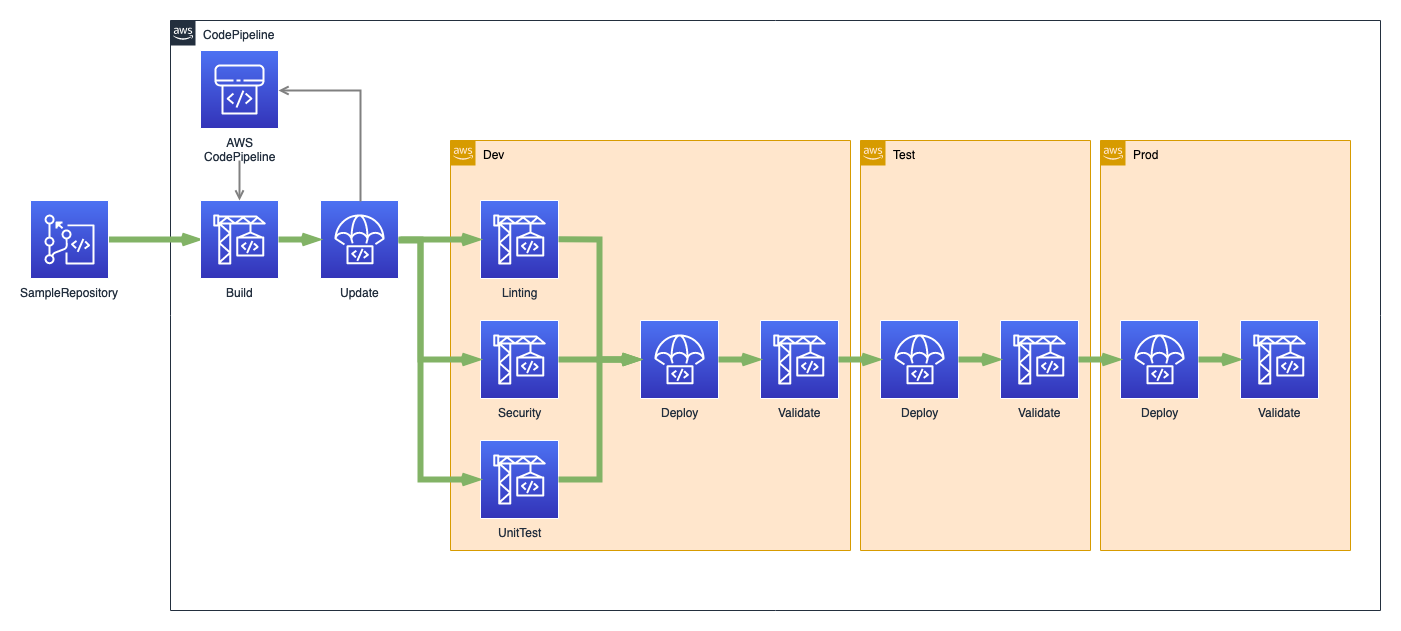 aws
CodePipeline
</>
AWS
CodePipeline
aws
Dev
aws
Test
aws
Prod
</>
</>
</>
</>
SampleRepository
Build
Update
Linting
</>
</>
</>
</>
</>
</>
</>
Security
Deploy
Validate
Deploy
Validate
Deploy
Validate
</>
UnitTest